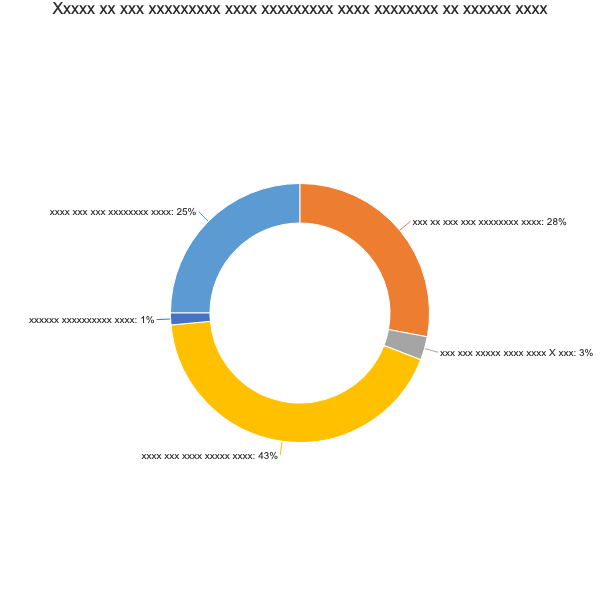 Xxxxx xx xxx xxxxxxxxx xxxx xxxxxxxxx xxxx xxxxxxxx xx xxxxxx xxxx
xxxx xxx xxx xxxxxxxx xxxx: 25%
xxx xx xxx xxx xxxxxxxx xxxx: 28%
xxxxxx xxxxxxxxxx xxxx: 1%
xxx xxx xxxxx xxxx xxxx X xxx: 3%
xxxx xxx xxxx xxxxx xxxx: 43%